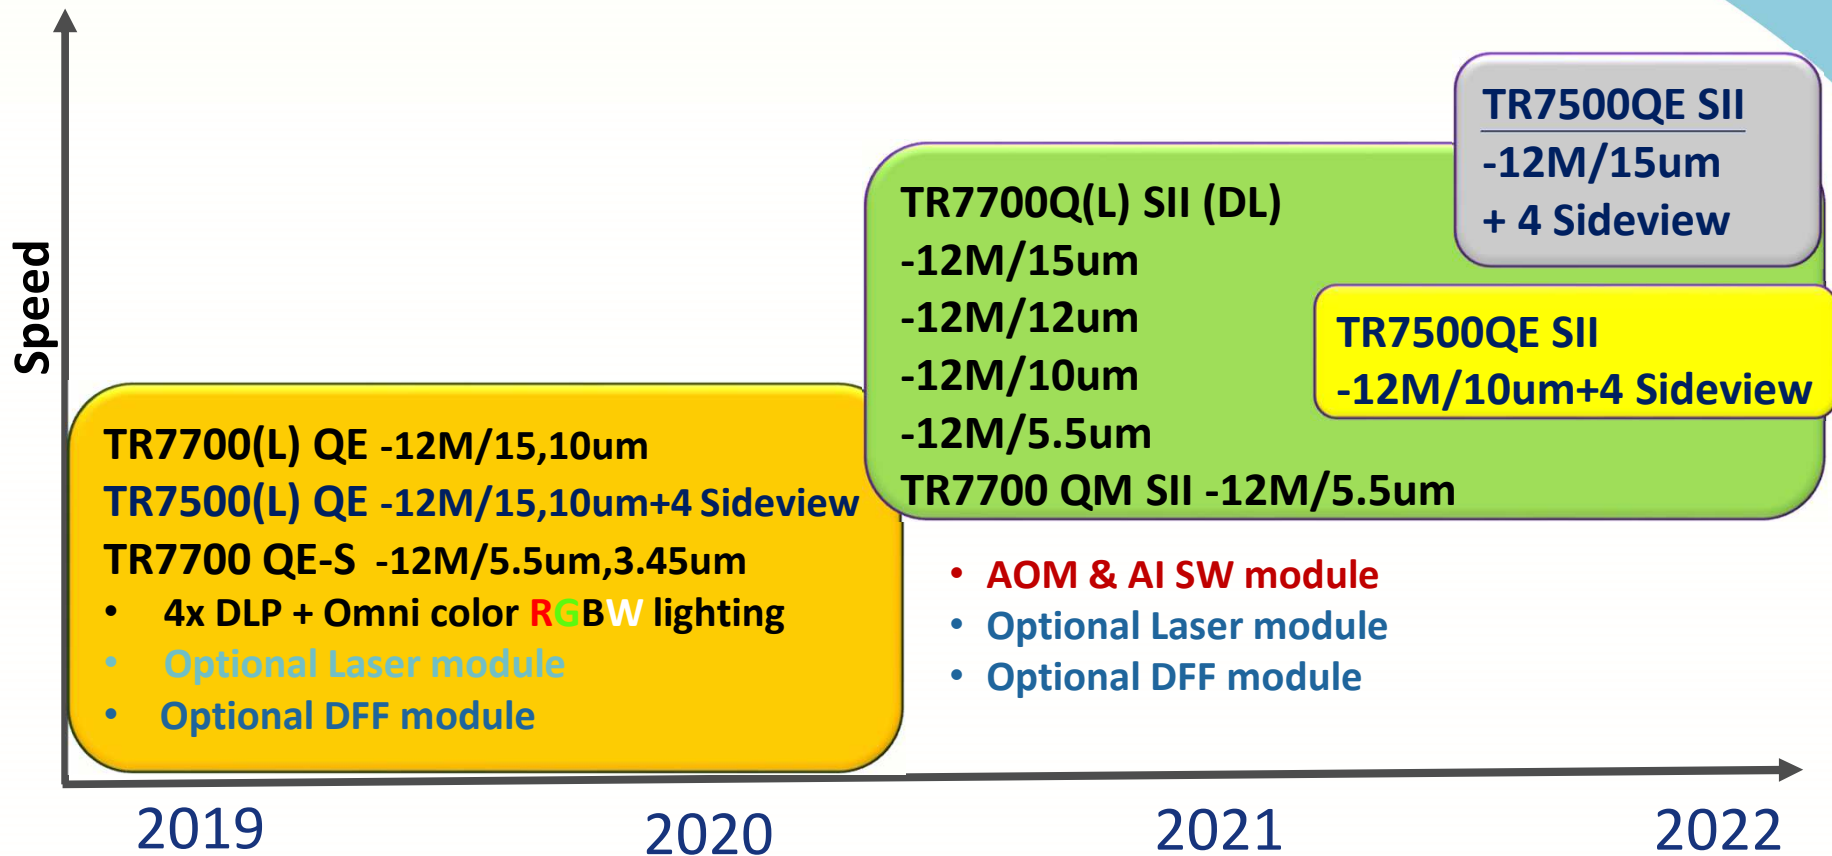 Speed
TR7500QE SII
-12M/15um
+ 4 Sideview
TR7700Q(L) SII (DL)
-12M/15um
-12M/12um
-12M/10um
-12M/5.5um
TR7700 QM SII -12M/5.5um
TR7500QE SII
-12M/10um+4 Sideview
TR7700(L) QE -12M/15,10um
TR7500(L) QE -12M/15,10um+4 Sideview
TR7700 QE-S -12M/5.5um,3.45um
• 4x DLP + Omni color RGBW lighting
• Optional Laser module
• Optional DFF module
• AOM & AI SW module
• Optional Laser module
• Optional DFF module
2019
2020
2021
2022